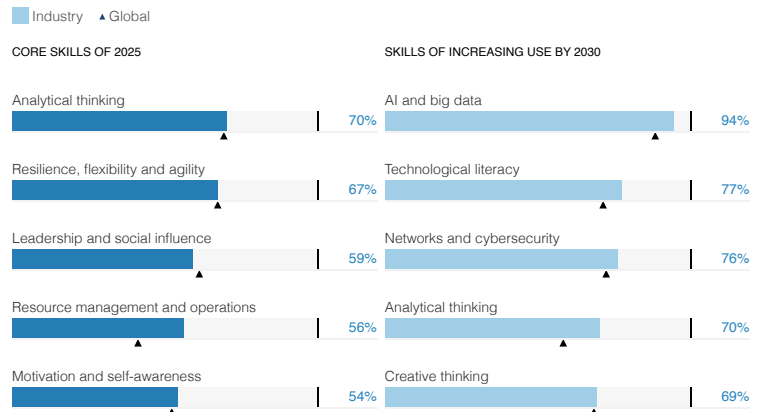 Industry Global
CORE SKILLS OF 2025
Analytical thinking
70%
Resilience, flexibility and agility
67%
Leadership and social influence
59%
Resource management and operations
56%
Motivation and self-awareness
54%
SKILLS OF INCREASING USE BY 2030
AI and big data
94%
Technological literacy
77%
Networks and cybersecurity
76%
Analytical thinking
70%
Creative thinking
69%